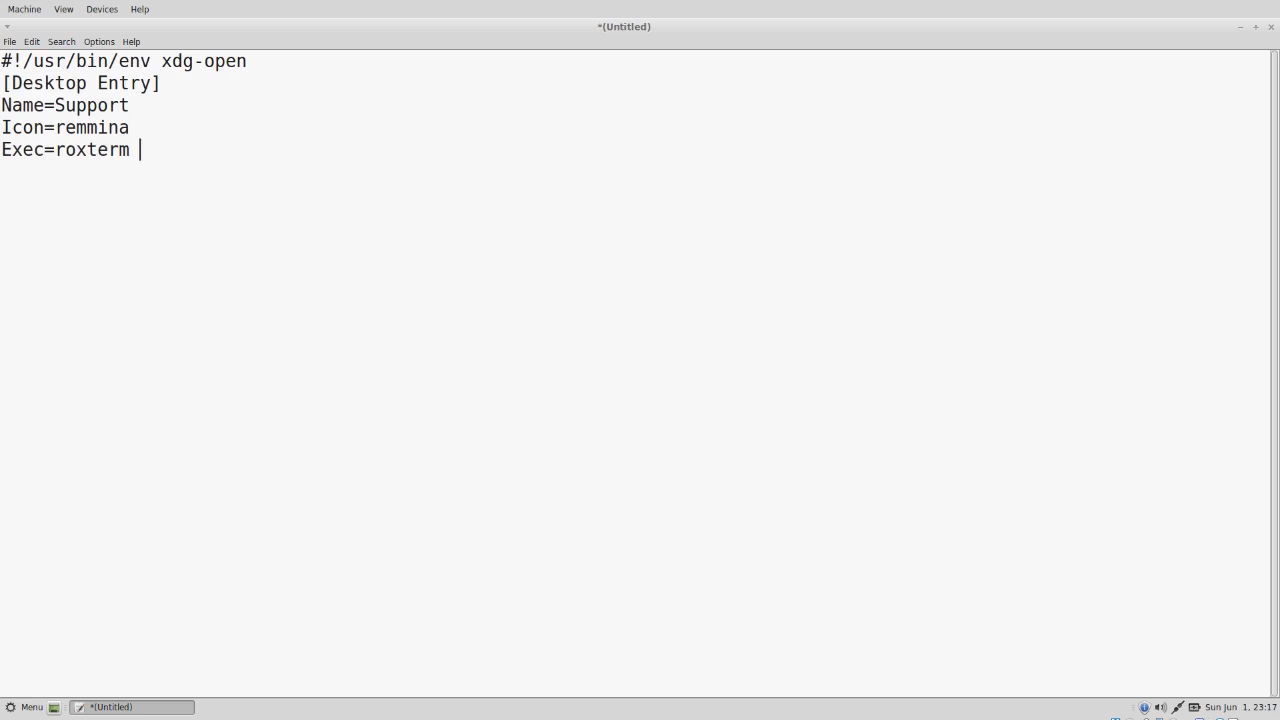 Machine View Devices Help
*(Untitled)
File Edit Search Options Help
#!/usr/bin/env xdg-open
[Desktop Entry]
Name=Support
Icon=remmina
Exec=roxterm
Menu *(Untitled) Sun Jun 1, 23:17